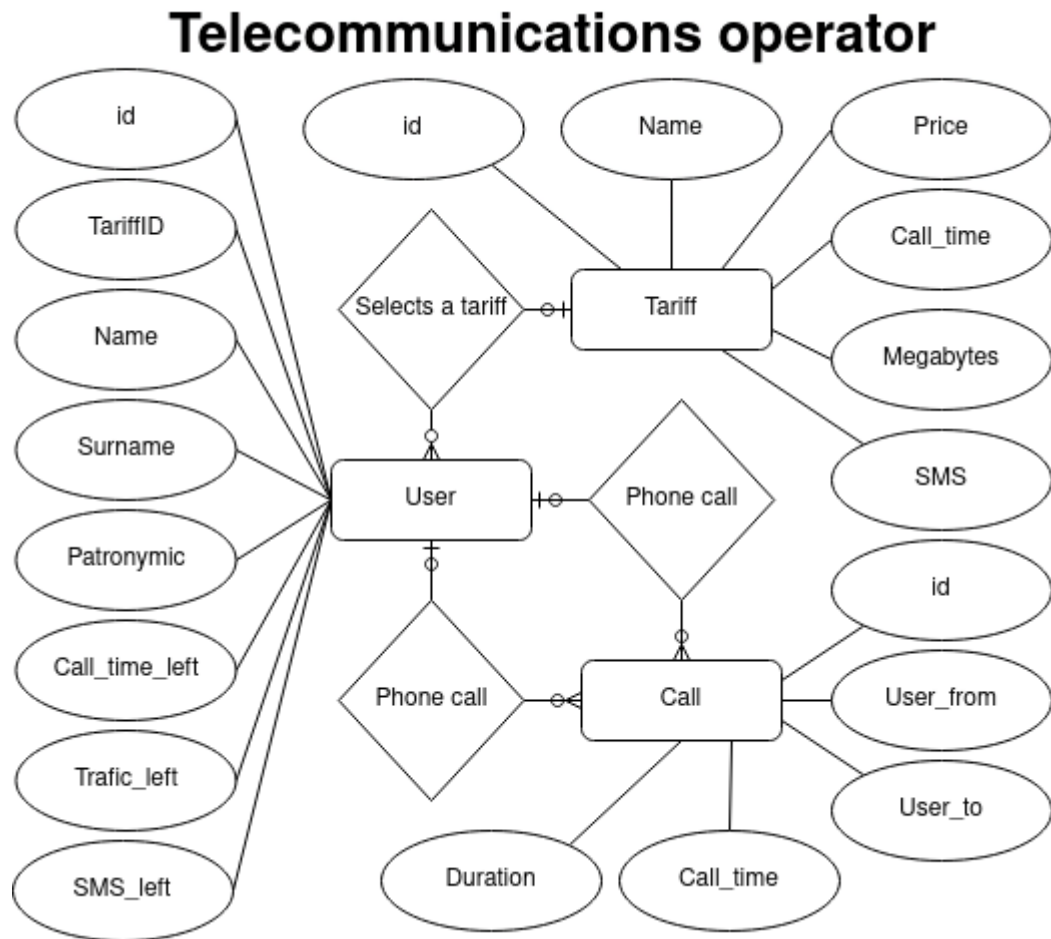 Telecommunications operator
id
id
Name
Price
TariffID
Call_time
Name
Selects a tariff
Tariff
Megabytes
Surname
User
Phone call
SMS
Patronymic
id
Call_time_left
Phone call
Call
User_from
Trafic_left
User_to
SMS_left
Duration
Call_time